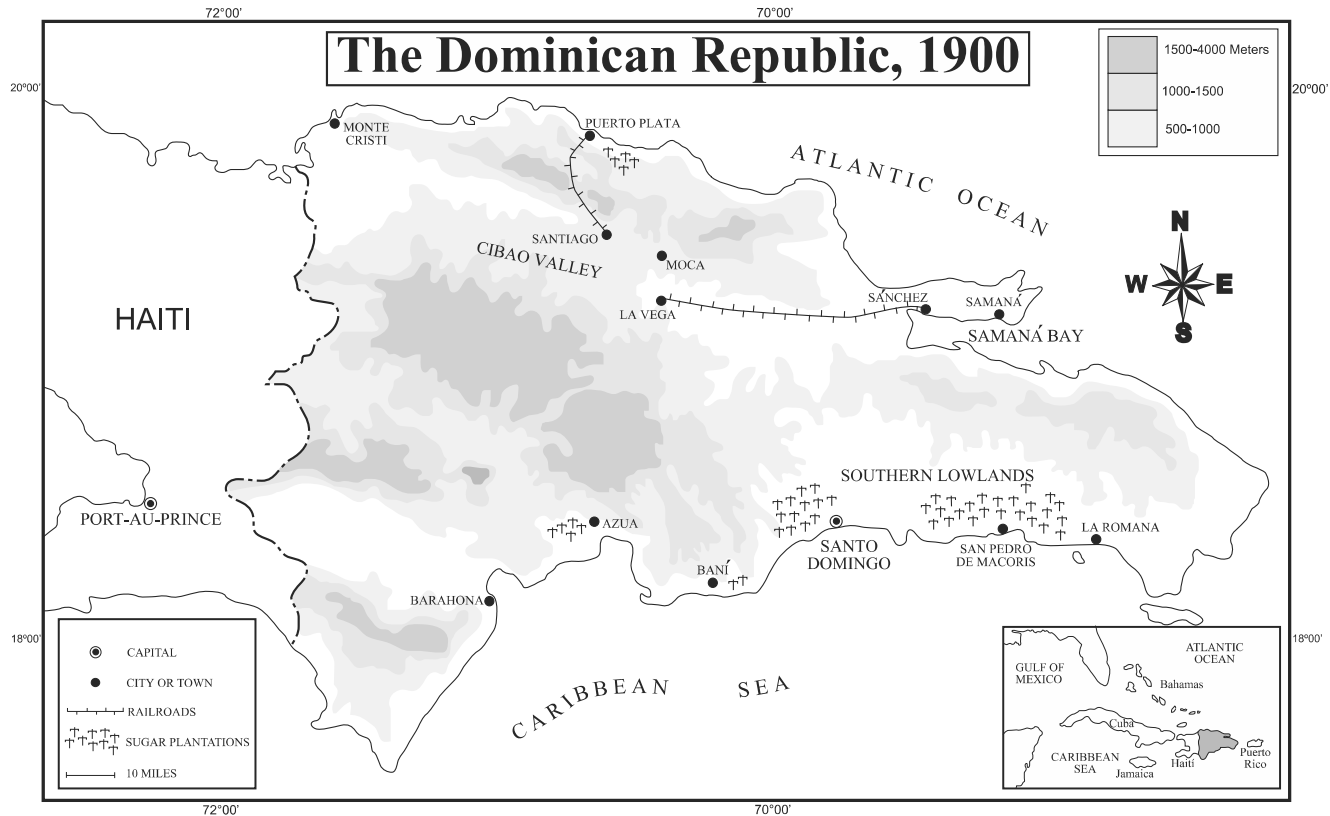 72°00'
70°00'
The Dominican Republic, 1900
1500-4000 Meters
1000-1500
500-1000
20°00'
20°00'
MONTE
CRISTI
PUERTO PLATA
ATLANTIC OCEAN
SANTIAGO
CIBAO VALLEY
MOCA
LA VEGA
SÁNCHEZ
SAMANÁ
SAMANÁ BAY
N
W
E
S
HAITI
PORT-AU-PRINCE
SOUTHERN LOWLANDS
AZUA
SANTO
DOMINGO
SAN PEDRO
DE MACORIS
LA ROMANA
BANÍ
BARAHONA
18°00'
18°00'
CARIBBEAN SEA
CAPITAL
CITY OR TOWN
RAILROADS
SUGAR PLANTATIONS
10 MILES
GULF OF
MEXICO
ATLANTIC
OCEAN
Bahamas
Cuba
CARIBBEAN
SEA
Jamaica
Haití
Puerto
Rico
72°00'
70°00'